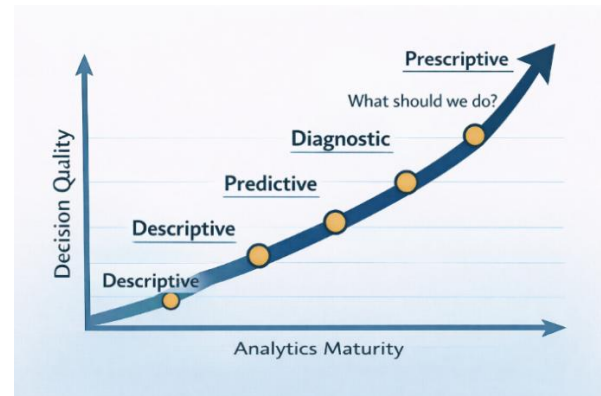 Prescriptive
What should we do?
Diagnostic
Predictive
Descriptive
Descriptive
Decision Quality
Analytics Maturity